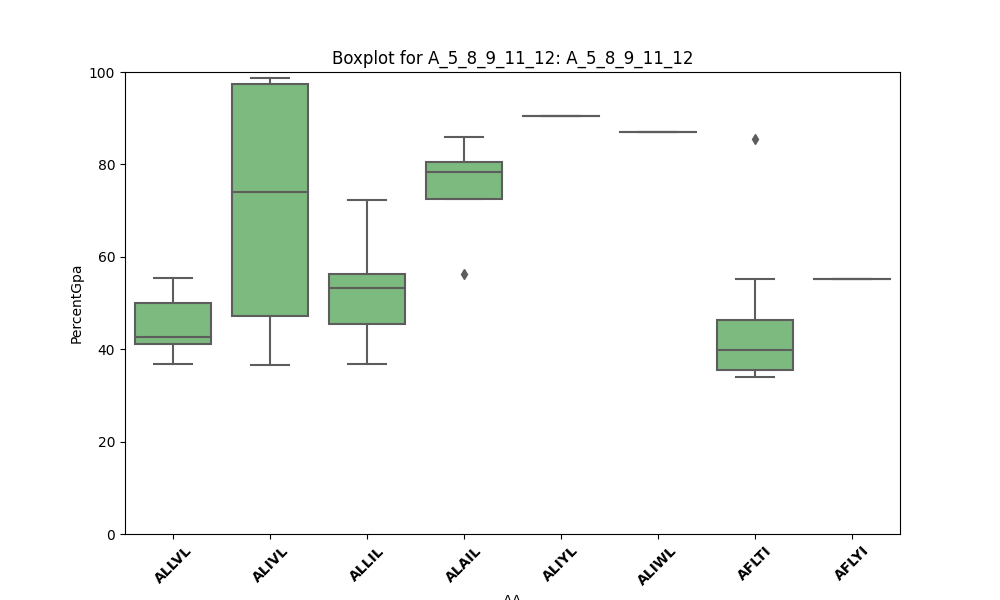 Boxplot for A_5_8_9_11_12: A_5_8_9_11_12
100
80
60
40
20
0
PercentGpa
ALLVL
ALIVL
ALLIL
ALAIL
ALIYL
ALIWL
AFLTI
AFLYI
AA